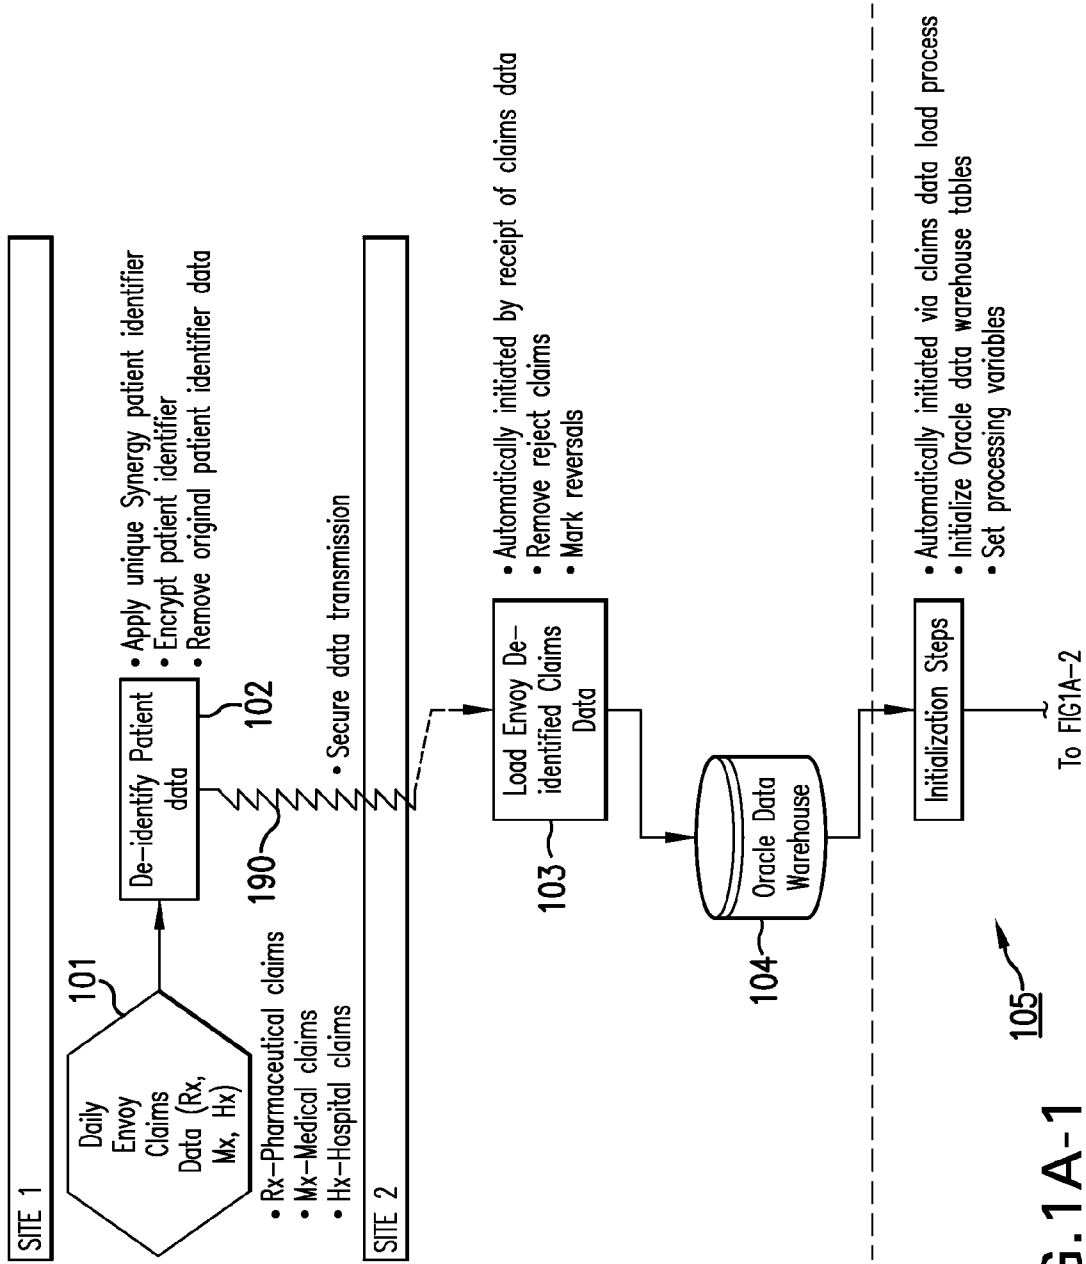 SITE 1
Daily
Envoy
Claims
Data (Rx,
Mx, Hx)
101
• Rx–Pharmaceutical claims
• Mx–Medical claims
• Hx–Hospital claims
De–identify Patient
data
102
• Apply unique Synergy patient identifier
• Encrypt patient identifier
• Remove original patient identifier data
190
• Secure data transmission
SITE 2
Load Envoy De–
identified Claims
Data
103
• Automatically initiated by receipt of claims data
• Remove reject claims
• Mark reversals
Oracle Data
Warehouse
104
Initialization Steps
• Automatically initiated via claims data load process
• Initialize Oracle data warehouse tables
• Set processing variables
105
To FIG1A–2
G.1A-1